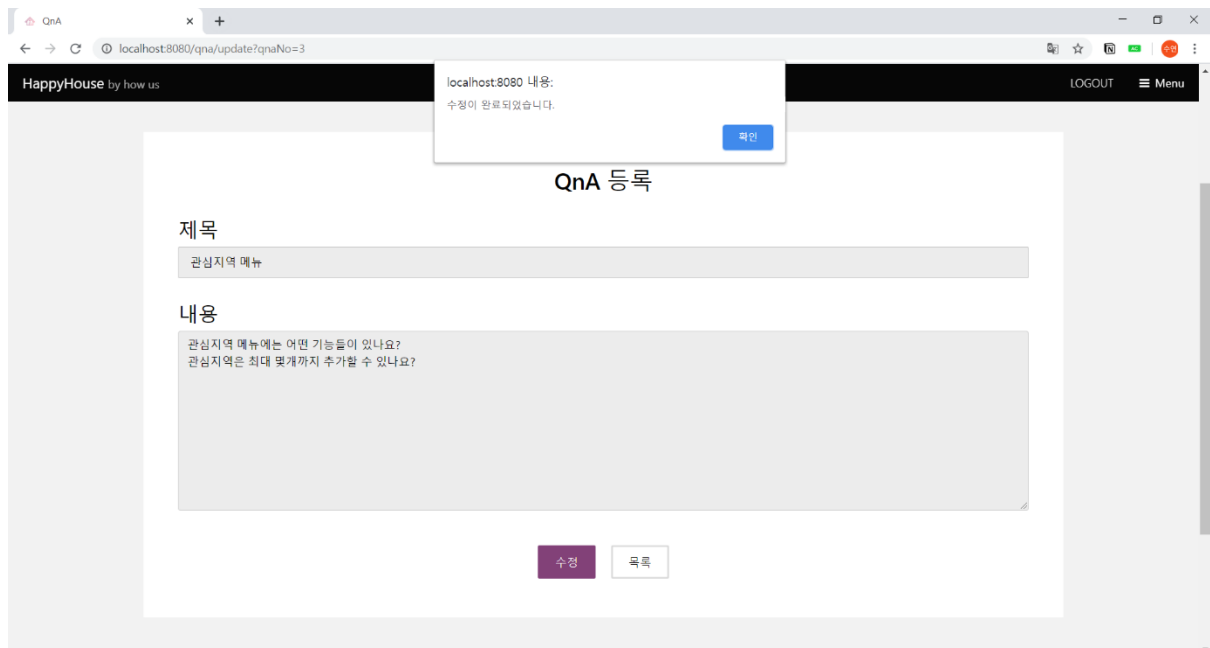 QnA
localhost:8080/qna/update?qnaNo=3
HappyHouse by how us
LOGOUT
Menu
localhost:8080 내용:
수정이 완료되었습니다.
확인
QnA 등록
제목
관심지역 메뉴
내용
관심지역 메뉴에는 어떤 기능들이 있나요?
관심지역은 최대 몇개까지 추가할 수 있나요?
수정
목록